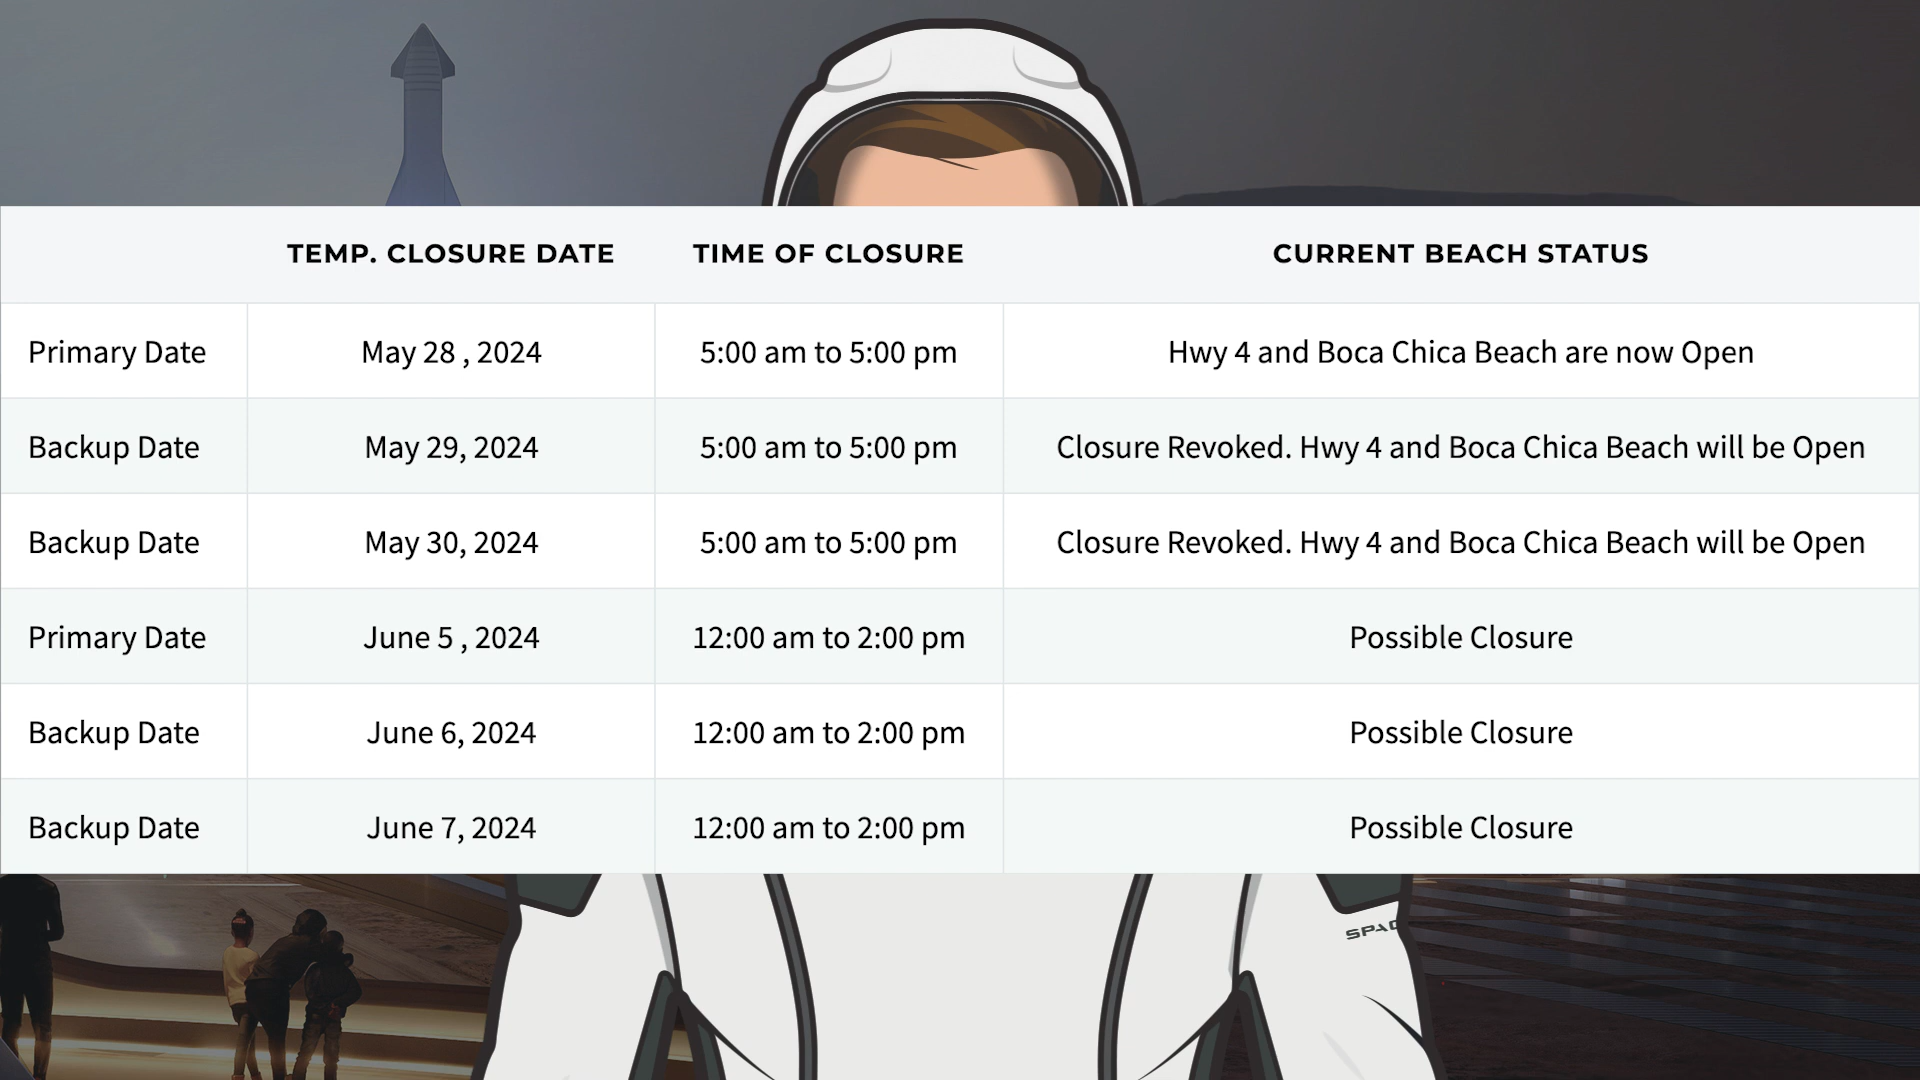 TEMP. CLOSURE DATE TIME OF CLOSURE CURRENT BEACH STATUS
Primary Date May 28 , 2024 5:00 am to 5:00 pm Hwy 4 and Boca Chica Beach are now Open
Backup Date May 29, 2024 5:00 am to 5:00 pm Closure Revoked. Hwy 4 and Boca Chica Beach will be Open
Backup Date May 30, 2024 5:00 am to 5:00 pm Closure Revoked. Hwy 4 and Boca Chica Beach will be Open
Primary Date June 5 , 2024 12:00 am to 2:00 pm Possible Closure
Backup Date June 6, 2024 12:00 am to 2:00 pm Possible Closure
Backup Date June 7, 2024 12:00 am to 2:00 pm Possible Closure
SPAC